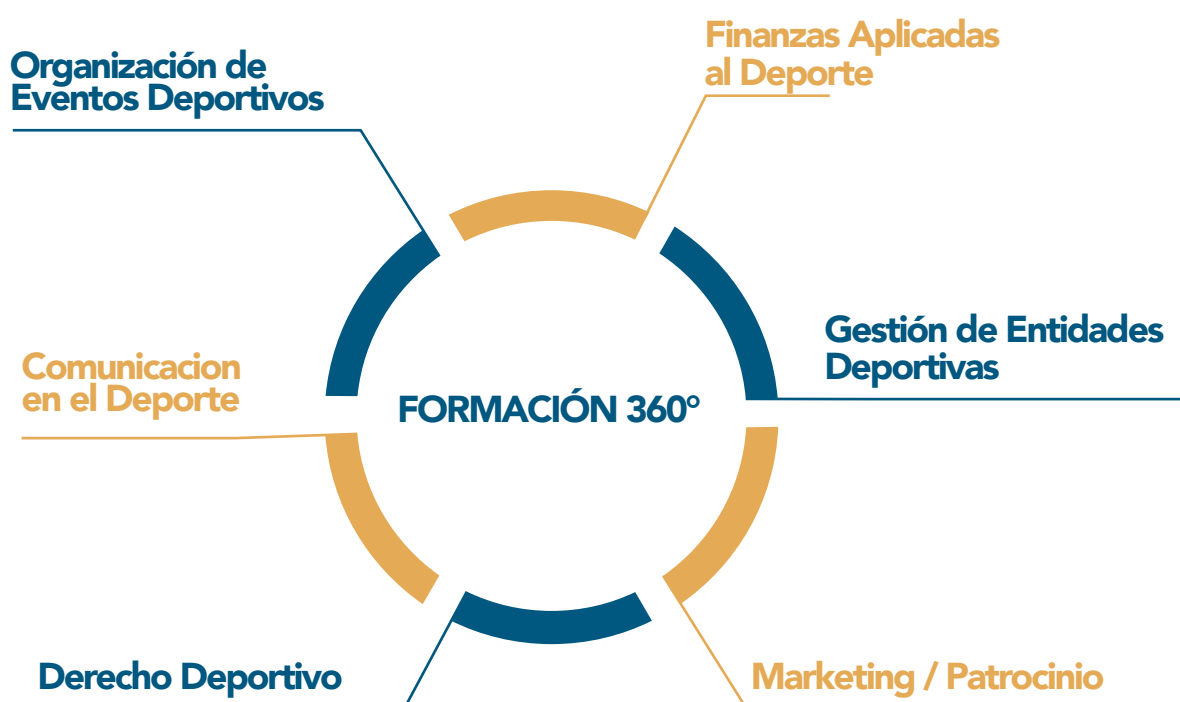 Finanzas Aplicadas
al Deporte
Organización de
Eventos Deportivos
Gestión de Entidades
Deportivas
Comunicacion
en el Deporte
FORMACIÓN 360º
Derecho Deportivo
Marketing / Patrocinio